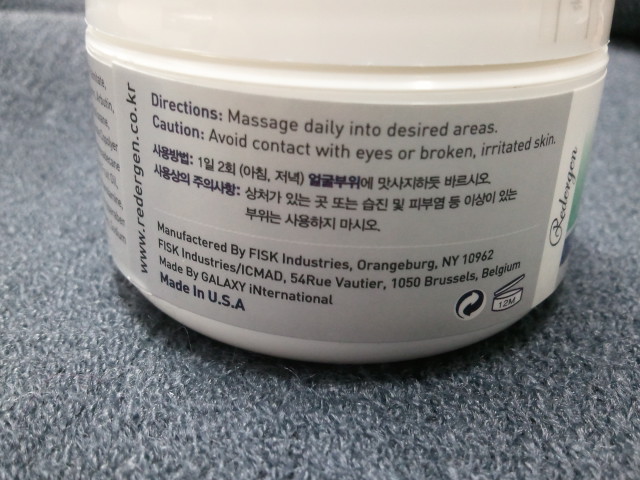 Directions: Massage daily into desired areas.
Caution: Avoid contact with eyes or broken, irritated skin.
사용방법: 1일 2회 (아침, 저녁) 얼굴부위에 맛사지하듯 바르시오.
사용상의 주의사항: 상처가 있는 곳 또는 습진 및 피부염 등 이상이 있는
부위는 사용하지 마시오.
Manufactered By FISK Industries, Orangeburg, NY 10962
FISK Industries/ICMAD, 54Rue Vautier, 1050 Brussels, Belgium
Made By GALAXY iNternational
Made In U.S.A
12M
www.redergen.co.kr
Redergen